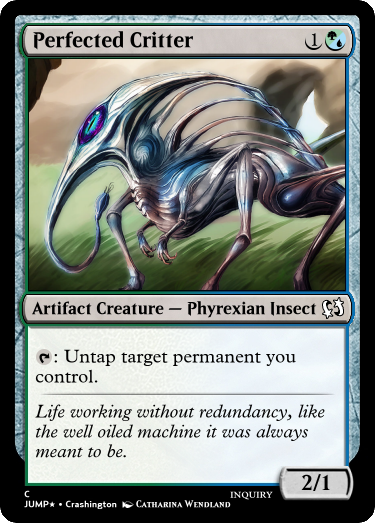 Perfected Critter 1
Artifact Creature — Phyrexian Insect
: Untap target permanent you
control.
Life working without redundancy, like
the well oiled machine it was always
meant to be.
2/1
C INQUIRY
JUMP★ • Crashington Catharina Wendland